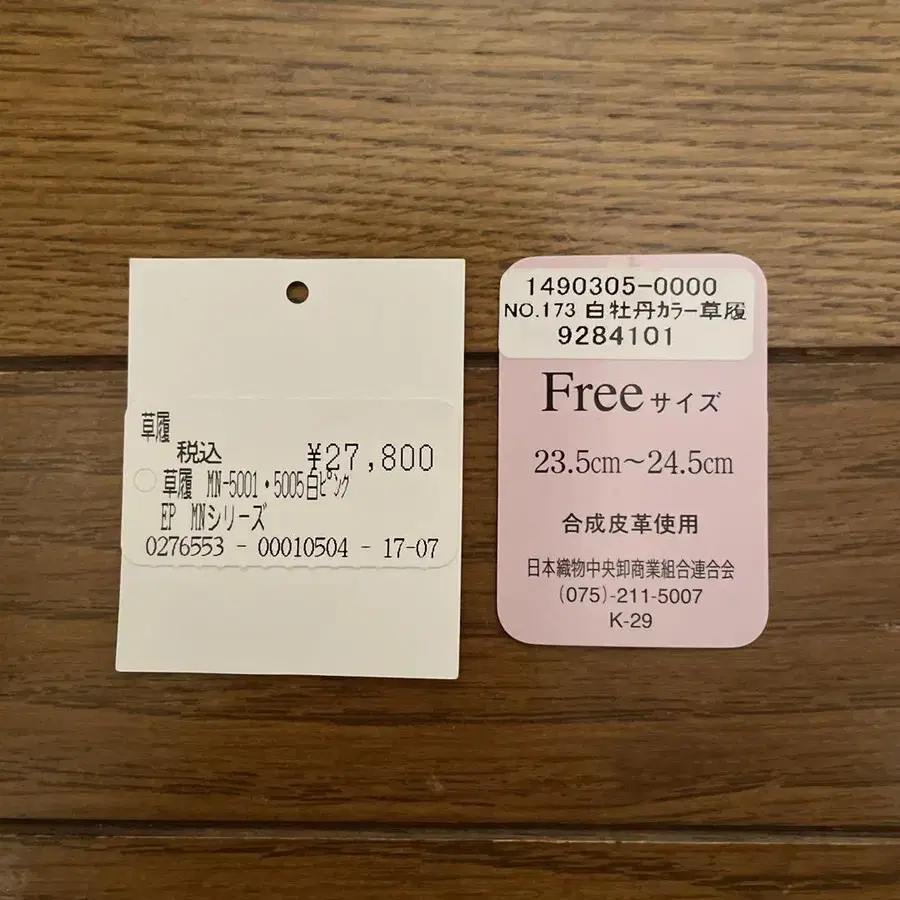 草履
税込 ¥27,800
草履 MN-5001・5005白ピング
EP MNシリーズ
0276553 - 00010504 - 17-07
1490305-0000
NO.173 白牡丹カラー草履
9284101
Freeサイズ
23.5cm～24.5cm
合成皮革使用
日本織物中央卸商業組合連合会
(075)-211-5007
K-29